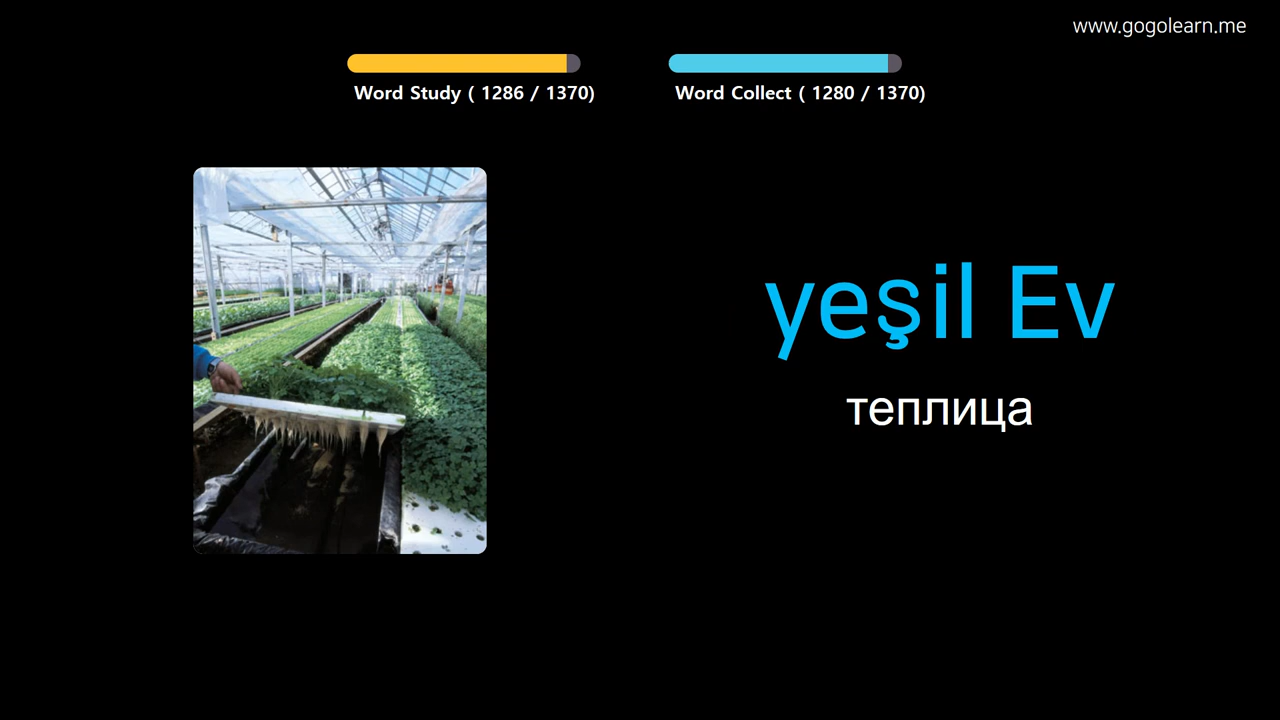 www.gogolearn.me
Word Study ( 1286 / 1370)
Word Collect ( 1280 / 1370)
yeşil Ev
теплица